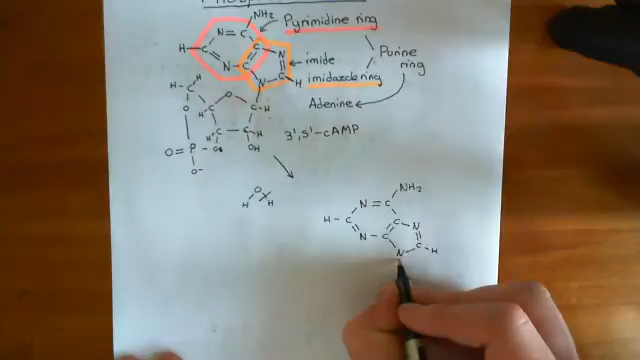 NH₂
Pyrimidine ring
N = C
H - C
C
N
imide
Purine
ring
N
C
imidazole ring
N - C
H
Adenine
H - C
H
O
C - H
H
C
C
H
OH
3',5'-cAMP
O = P - O
O-
O
H
H
NH₂
N = C
H - C
C - N
N - C
C
H
N